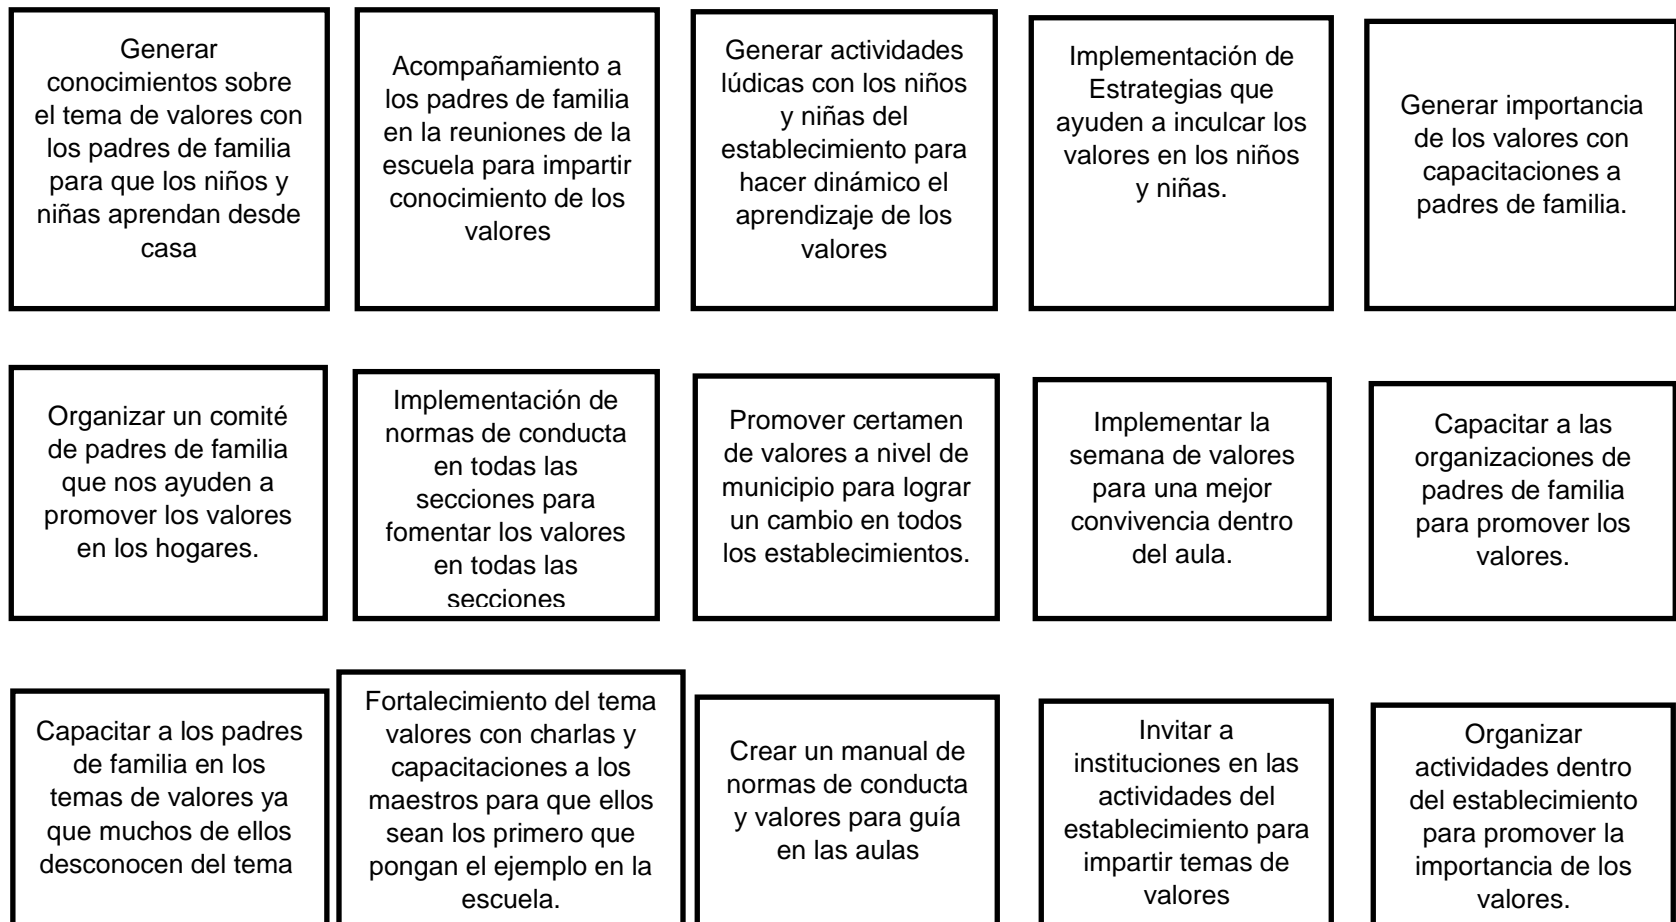 Generar
conocimientos sobre
el tema de valores con
los padres de familia
para que los niños y
niñas aprendan desde
casa
Acompañamiento a
los padres de familia
en la reuniones de la
escuela para impartir
conocimiento de los
valores
Generar actividades
lúdicas con los niños
y niñas del
establecimiento para
hacer dinámico el
aprendizaje de los
valores
Implementación de
Estrategias que
ayuden a inculcar los
valores en los niños
y niñas.
Generar importancia
de los valores con
capacitaciones a
padres de familia.
Organizar un comité
de padres de familia
que nos ayuden a
promover los valores
en los hogares.
Implementación de
normas de conducta
en todas las
secciones para
fomentar los valores
en todas las
secciones
Promover certamen
de valores a nivel de
municipio para lograr
un cambio en todos
los establecimientos.
Implementar la
semana de valores
para una mejor
convivencia dentro
del aula.
Capacitar a las
organizaciones de
padres de familia
para promover los
valores.
Capacitar a los padres
de familia en los
temas de valores ya
que muchos de ellos
desconocen del tema
Fortalecimiento del tema
valores con charlas y
capacitaciones a los
maestros para que ellos
sean los primero que
pongan el ejemplo en la
escuela.
Crear un manual de
normas de conducta
y valores para guía
en las aulas
Invitar a
instituciones en las
actividades del
establecimiento para
impartir temas de
valores
Organizar
actividades dentro
del establecimiento
para promover la
importancia de los
valores.